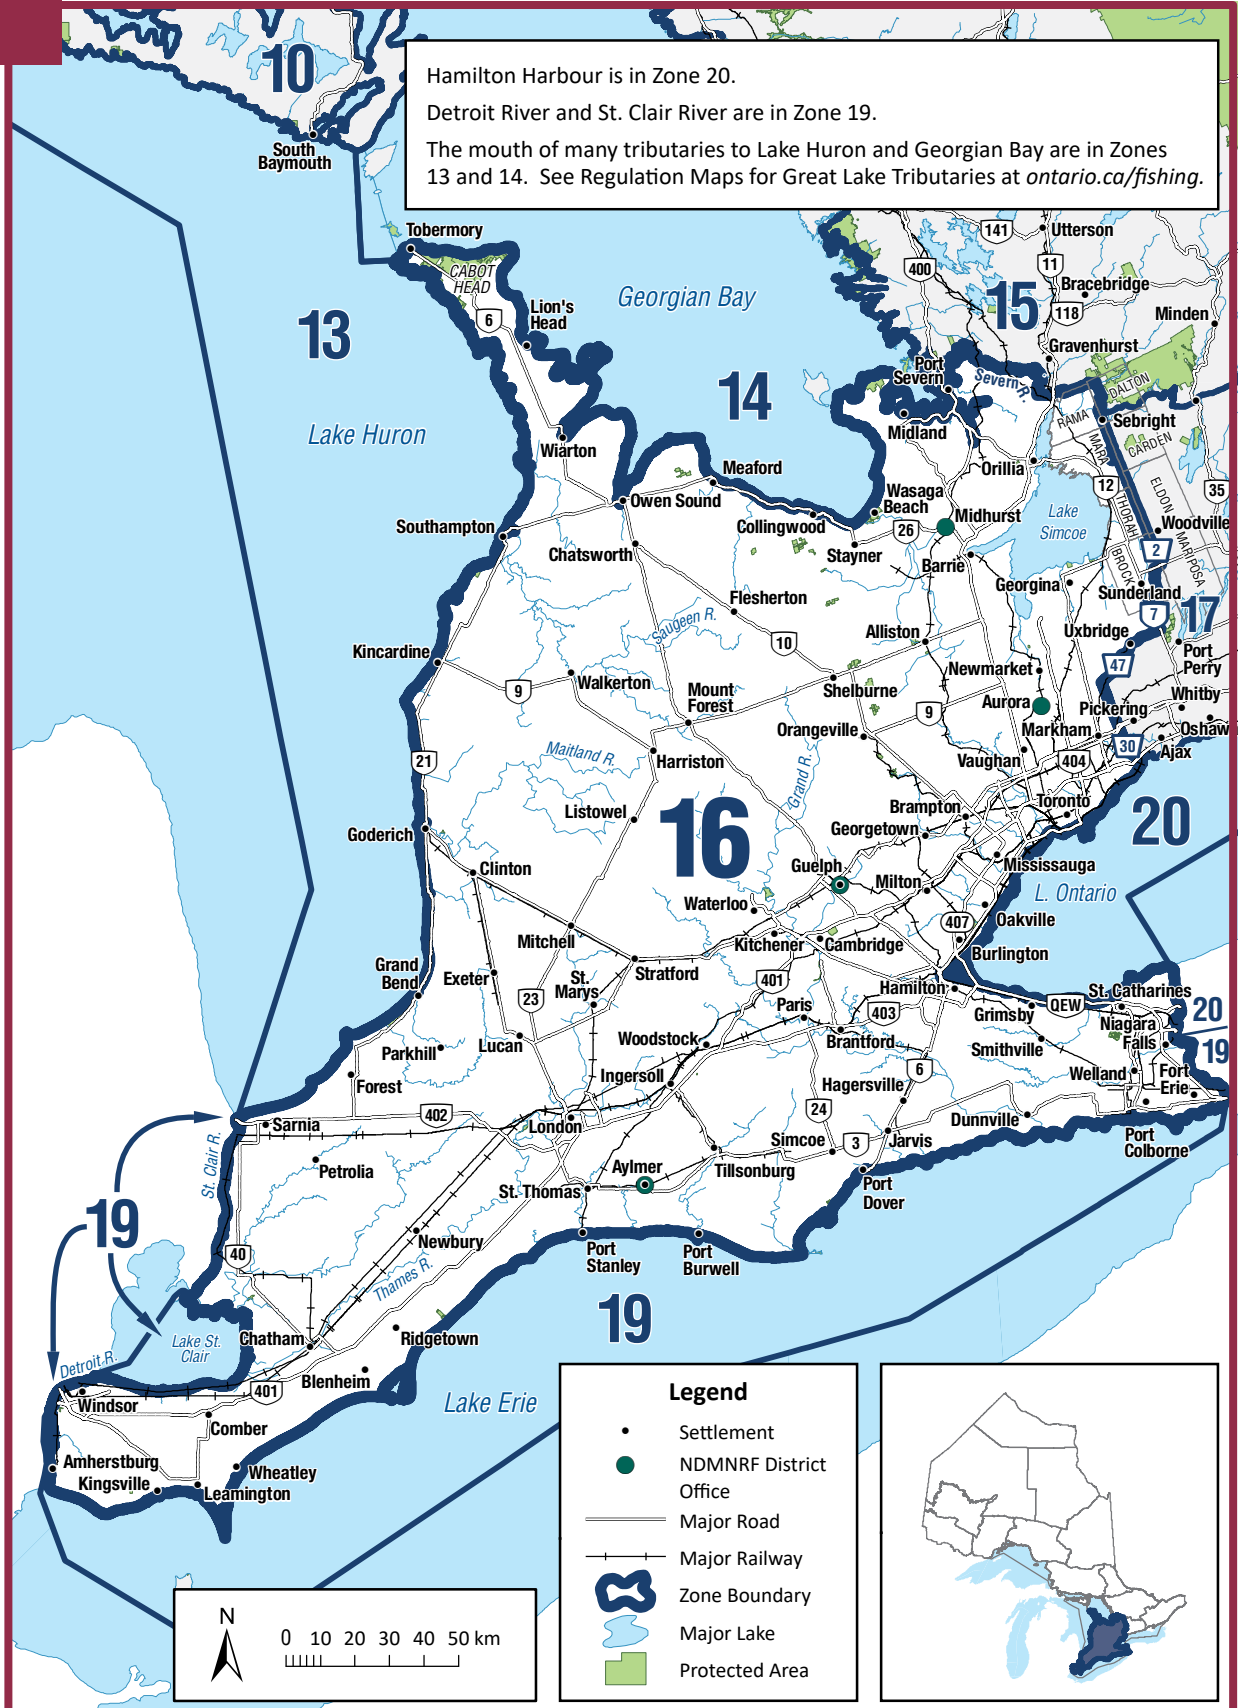 10
South
Baymouth
Hamilton Harbour is in Zone 20.
Detroit River and St. Clair River are in Zone 19.
The mouth of many tributaries to Lake Huron and Georgian Bay are in Zones
13 and 14. See Regulation Maps for Great Lake Tributaries at ontario.ca/fishing.
Tobermory
CABOT
HEAD
6
Lion's
Head
Georgian Bay
13
14
Lake Huron
141
Utterson
400
11
Bracebridge
15
118
Minden
Gravenhurst
Port
Severn
Severn R.
DALTON
RAMA
Sebright
Midland
MARA
CARDEN
Wiarton
Meaford
Orillia
12
ELDON
35
Owen Sound
Wasaga
Beach
THORAH
Southampton
Collingwood
26
Midhurst
Lake
Simcoe
Woodville
Chatsworth
Stayner
Barrie
2
BROCK
MARIPOSA
Georgina
Sunderland
Flesherton
7
17
Saugeen R.
Alliston
Uxbridge
10
Kincardine
Port
Perry
Newmarket
47
Walkerton
9
Mount
Forest
Shelburne
Whitby
Aurora
Pickering
9
Orangeville
Markham
Oshaw
Maitland R.
30
Ajax
21
Harriston
Vaughan
404
Grand R.
Listowel
Brampton
Toronto
16
20
Goderich
Georgetown
Clinton
Guelph
Mississauga
Milton
L. Ontario
Waterloo
407
Oakville
Mitchell
Kitchener
Cambridge
Burlington
Grand
Bend
Exeter
Stratford
St.
Marys
401
Hamilton
St. Catharines
23
Paris
403
QEW
Grimsby
20
Niagara
Falls
Lucan
Woodstock
Brantford
Smithville
19
Parkhill
6
Welland
Fort
Erie
Forest
Ingersoll
Hagersville
402
24
Dunnville
Sarnia
London
Simcoe
3
Jarvis
Port
Colborne
St. Clair R.
Petrolia
Aylmer
Tillsonburg
St. Thomas
Port
Dover
19
Newbury
40
Port
Stanley
Port
Burwell
Thames R.
19
Lake St.
Clair
Chatham
Ridgetown
Detroit R.
Blenheim
401
Windsor
Lake Erie
Comber
Amherstburg
Kingsville
Wheatley
Leamington
Legend
Settlement
NDMNRF District
Office
Major Road
Major Railway
Zone Boundary
Major Lake
Protected Area
N
0 10 20 30 40 50 km